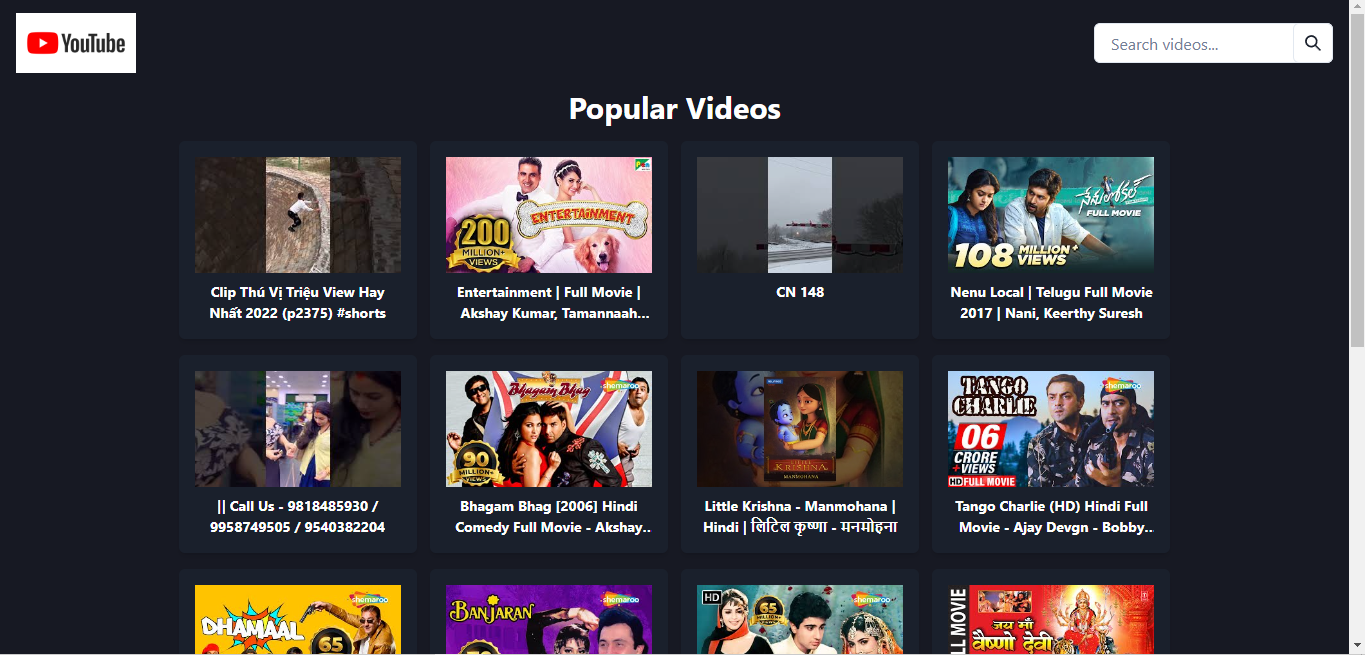 YouTube
Search videos...
Popular Videos
ENTERTAINMENT
200
MILLION+
VIEWS
నేను లోకల్
FULL MOVIE
108 MILLION+
VIEWS
Clip Thú Vị Triệu View Hay
Nhất 2022 (p2375) #shorts
Entertainment | Full Movie |
Akshay Kumar, Tamannaah...
CN 148
Nenu Local | Telugu Full Movie
2017 | Nani, Keerthy Suresh
Bhagam Bhag
shemaroo
90
MILLION+
VIEWS
LITTLE
KRISHNA
MANMOHANA
TANGO
CHARLIE
shemaroo
06
CRORE
+VIEWS
HD FULL MOVIE
|| Call Us - 9818485930 /
9958749505 / 9540382204
Bhagam Bhag [2006] Hindi
Comedy Full Movie - Akshay..
Little Krishna - Manmohana |
Hindi | लिटिल कृष्णा - मनमोहना
Tango Charlie (HD) Hindi Full
Movie - Ajay Devgn - Bobby..
DHAMAAL
shemaroo
65
BANJARAN
shemaroo
HD
65
MILLION+
shemaroo
MOVIE
जय माँ
वैष्णो देवी